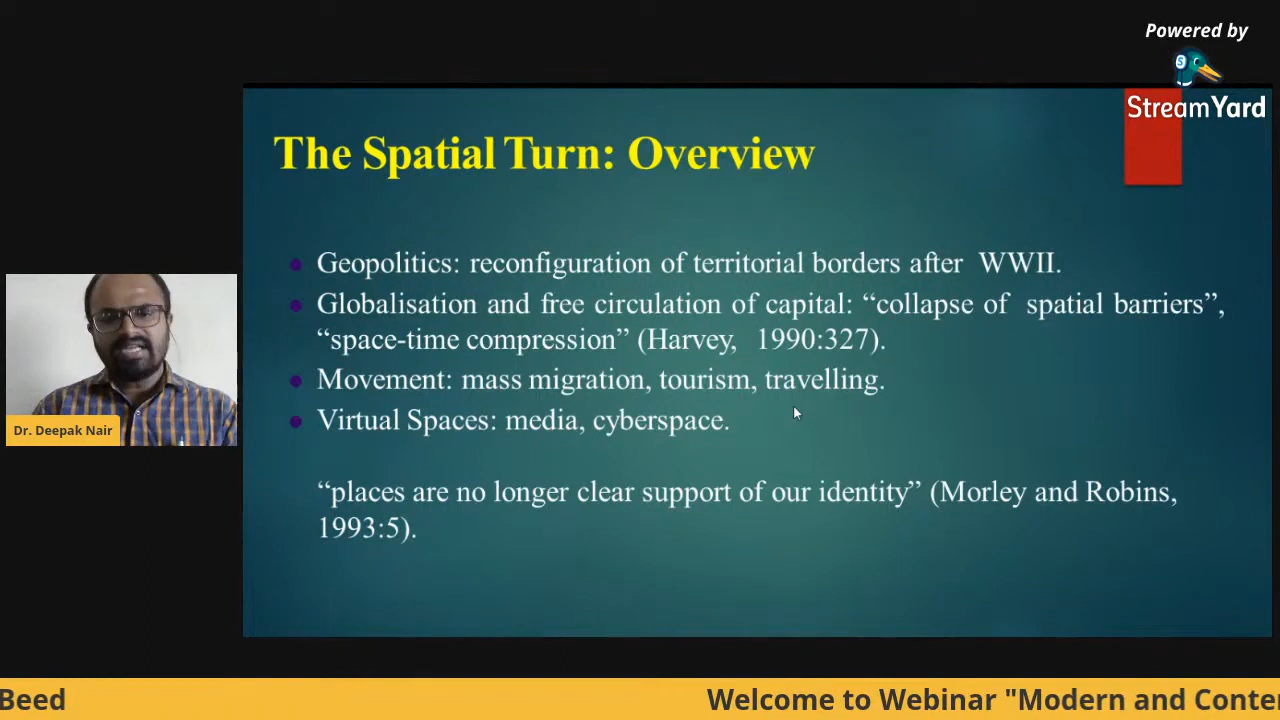 Powered by
StreamYard
The Spatial Turn: Overview
Geopolitics: reconfiguration of territorial borders after WWII.
Globalisation and free circulation of capital: “collapse of spatial barriers”,
“space-time compression” (Harvey, 1990:327).
Movement: mass migration, tourism, travelling.
Virtual Spaces: media, cyberspace.
“places are no longer clear support of our identity” (Morley and Robins,
1993:5).
Dr. Deepak Nair
Beed
Welcome to Webinar "Modern and Conte